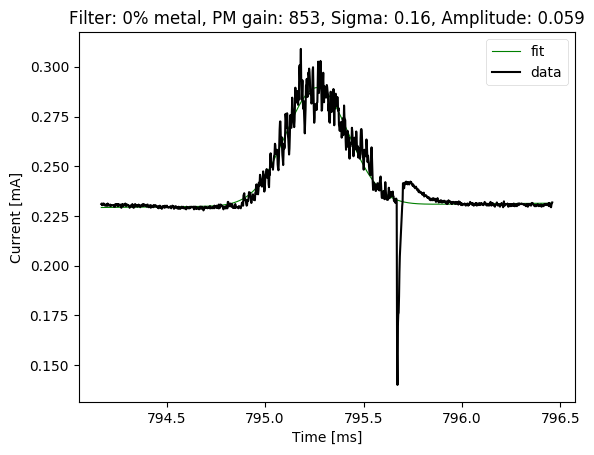 Filter: 0% metal, PM gain: 853, Sigma: 0.16, Amplitude: 0.059
fit
data
0.300
0.275
0.250
0.225
0.200
0.175
0.150
Current [mA]
794.5 795.0 795.5 796.0 796.5
Time [ms]